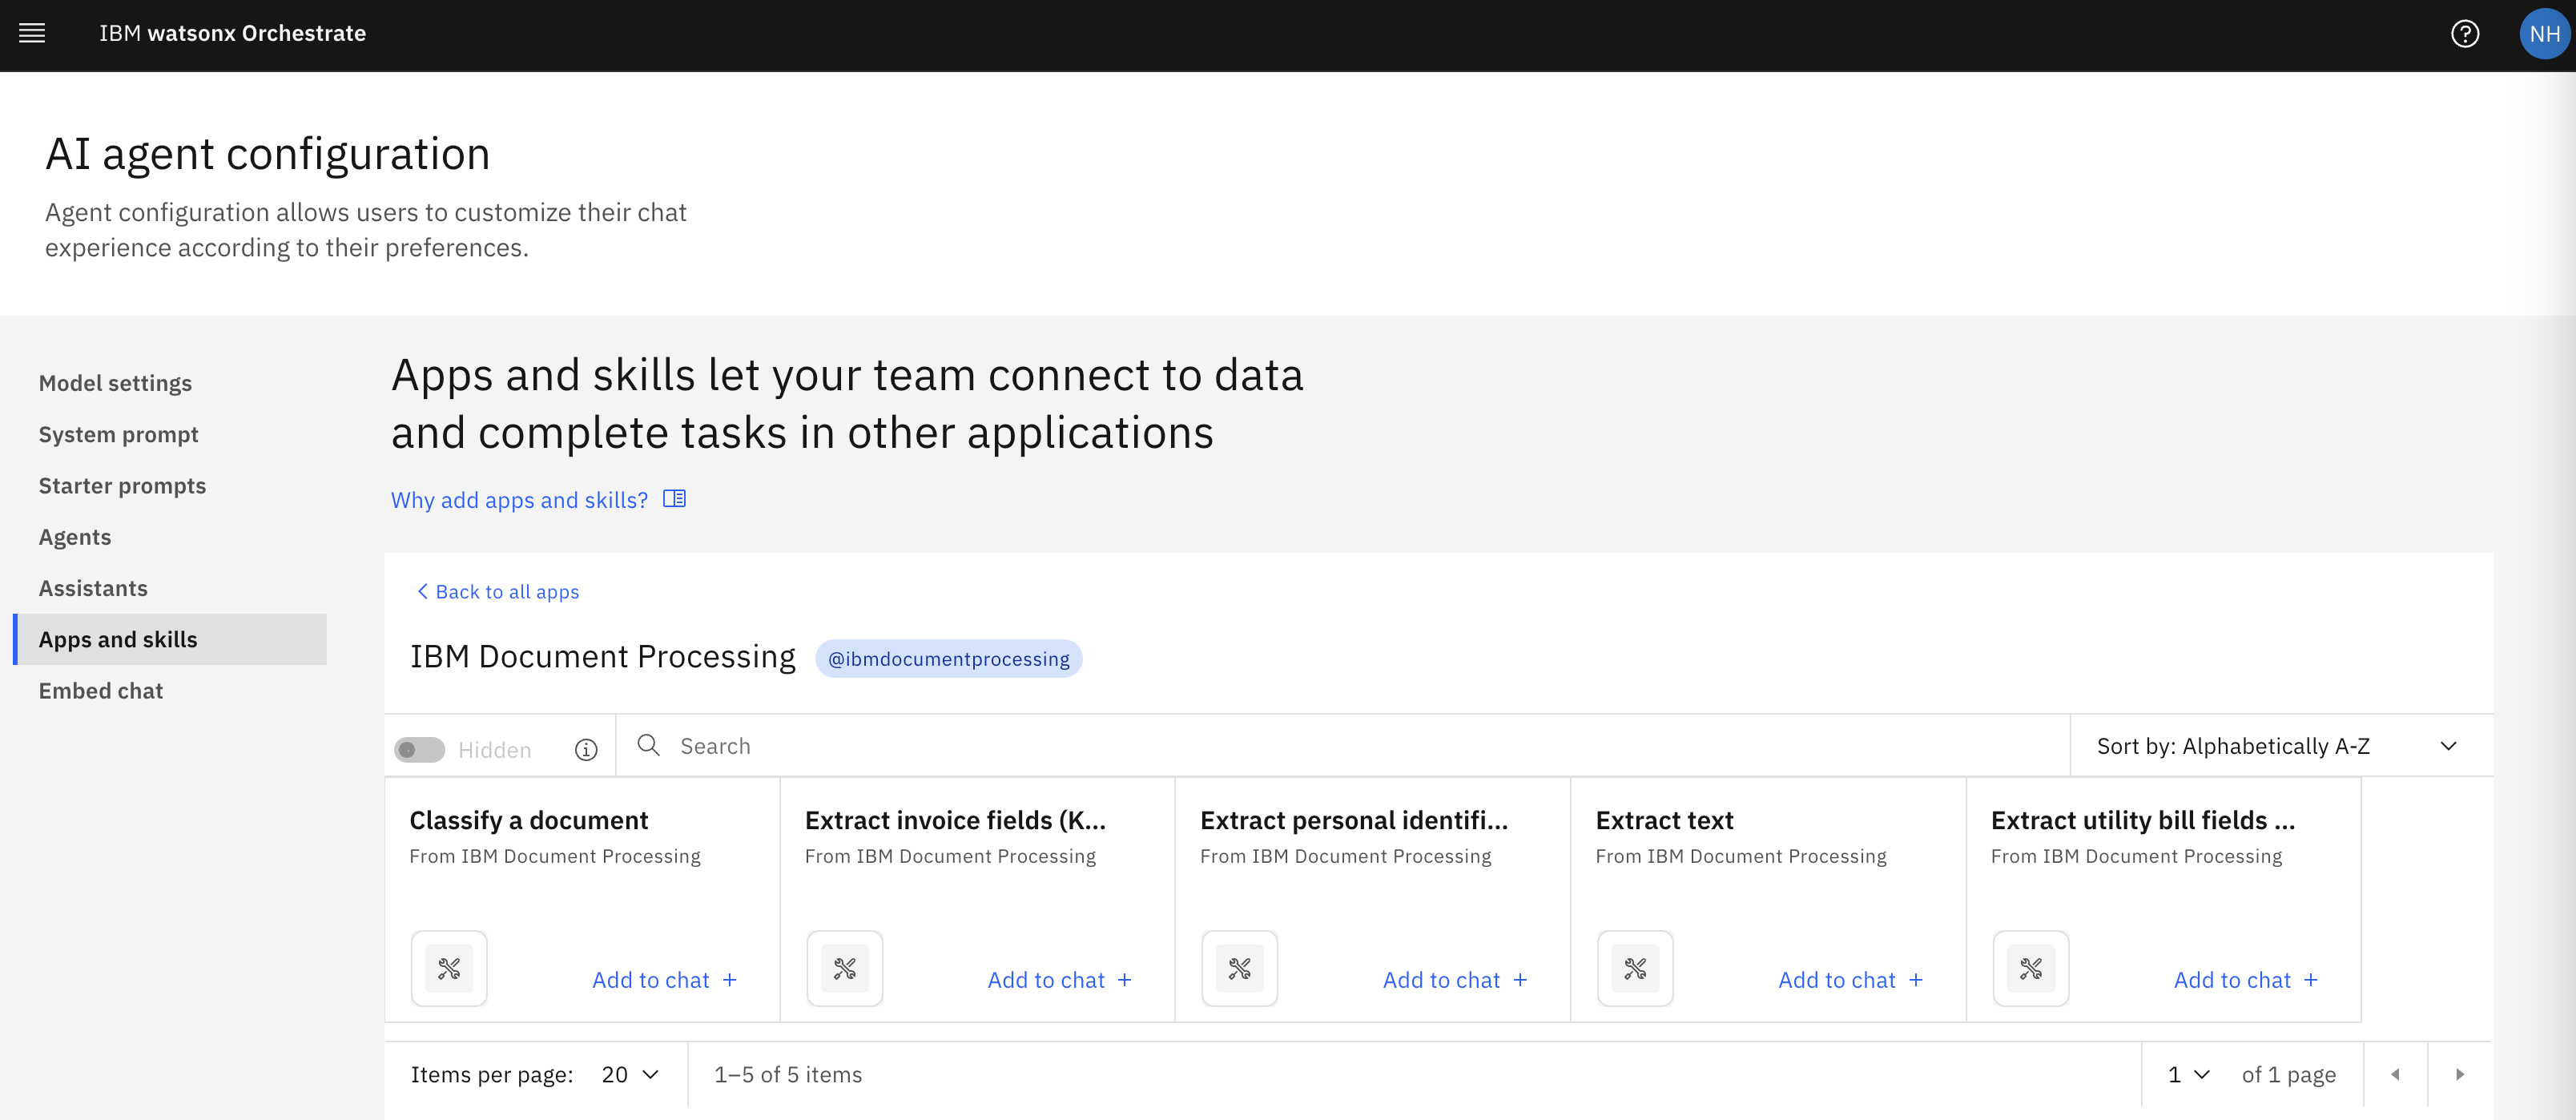 IBM watsonx Orchestrate
NH
AI agent configuration
Agent configuration allows users to customize their chat
experience according to their preferences.
Model settings
System prompt
Starter prompts
Agents
Assistants
Apps and skills
Embed chat
Apps and skills let your team connect to data
and complete tasks in other applications
Why add apps and skills?
Back to all apps
IBM Document Processing @ibmdocumentprocessing
Hidden
Search
Sort by: Alphabetically A-Z
Classify a document
From IBM Document Processing
Add to chat +
Extract invoice fields (K...
From IBM Document Processing
Add to chat +
Extract personal identifi...
From IBM Document Processing
Add to chat +
Extract text
From IBM Document Processing
Add to chat +
Extract utility bill fields ...
From IBM Document Processing
Add to chat +
Items per page: 20
1–5 of 5 items
1 of 1 page